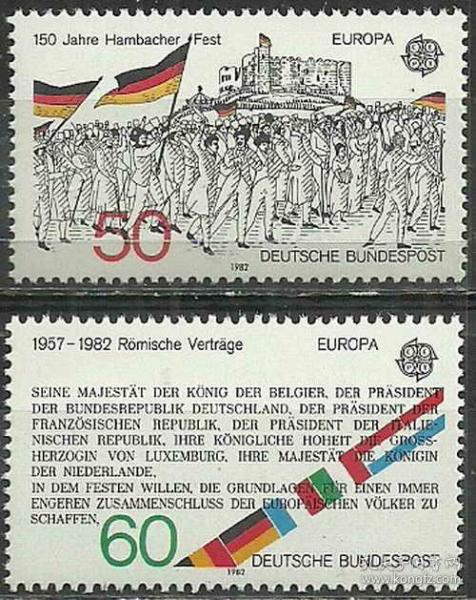 150 Jahre Hambacher Fest
EUROPA
50
DEUTSCHE BUNDESPOST
1982
1957-1982 Römische Verträge
EUROPA
SEINE MAJESTÄT DER KÖNIG DER BELGIER, DER PRÄSIDENT
DER BUNDESREPUBLIK DEUTSCHLAND, DER PRÄSIDENT DER
FRANZÖSISCHEN REPUBLIK, DER PRÄSIDENT DER ITALIE-
NISCHEN REPUBLIK, IHRE KÖNIGLICHE HOHEIT DIE GROSS-
HERZOGIN VON LUXEMBURG, IHRE MAJESTÄT DIE KÖNIGIN
DER NIEDERLANDE,
IN DEM FESTEN WILLEN, DIE GRUNDLAGEN FÜR EINEN IMMER
ENGEREN ZUSAMMENSCHLUSS DER EUROPÄISCHEN VÖLKER ZU
SCHAFFEN,
60
DEUTSCHE BUNDESPOST
1982